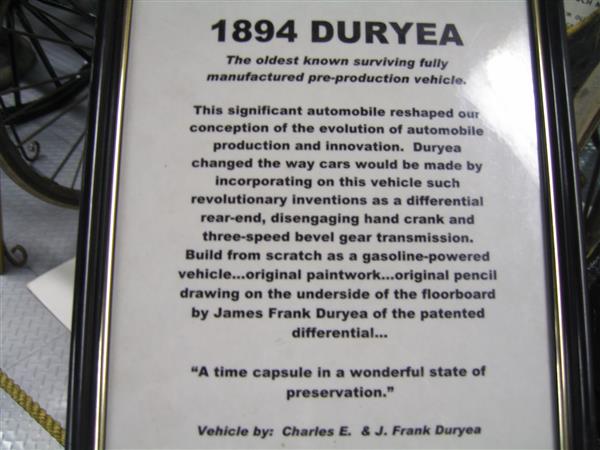 1894 DURYEA
The oldest known surviving fully
manufactured pre-production vehicle.
This significant automobile reshaped our
conception of the evolution of automobile
production and innovation. Duryea
changed the way cars would be made by
incorporating on this vehicle such
revolutionary inventions as a differential
rear-end, disengaging hand crank and
three-speed bevel gear transmission.
Build from scratch as a gasoline-powered
vehicle...original paintwork...original pencil
drawing on the underside of the floorboard
by James Frank Duryea of the patented
differential...
“A time capsule in a wonderful state of
preservation.”
Vehicle by: Charles E. & J. Frank Duryea